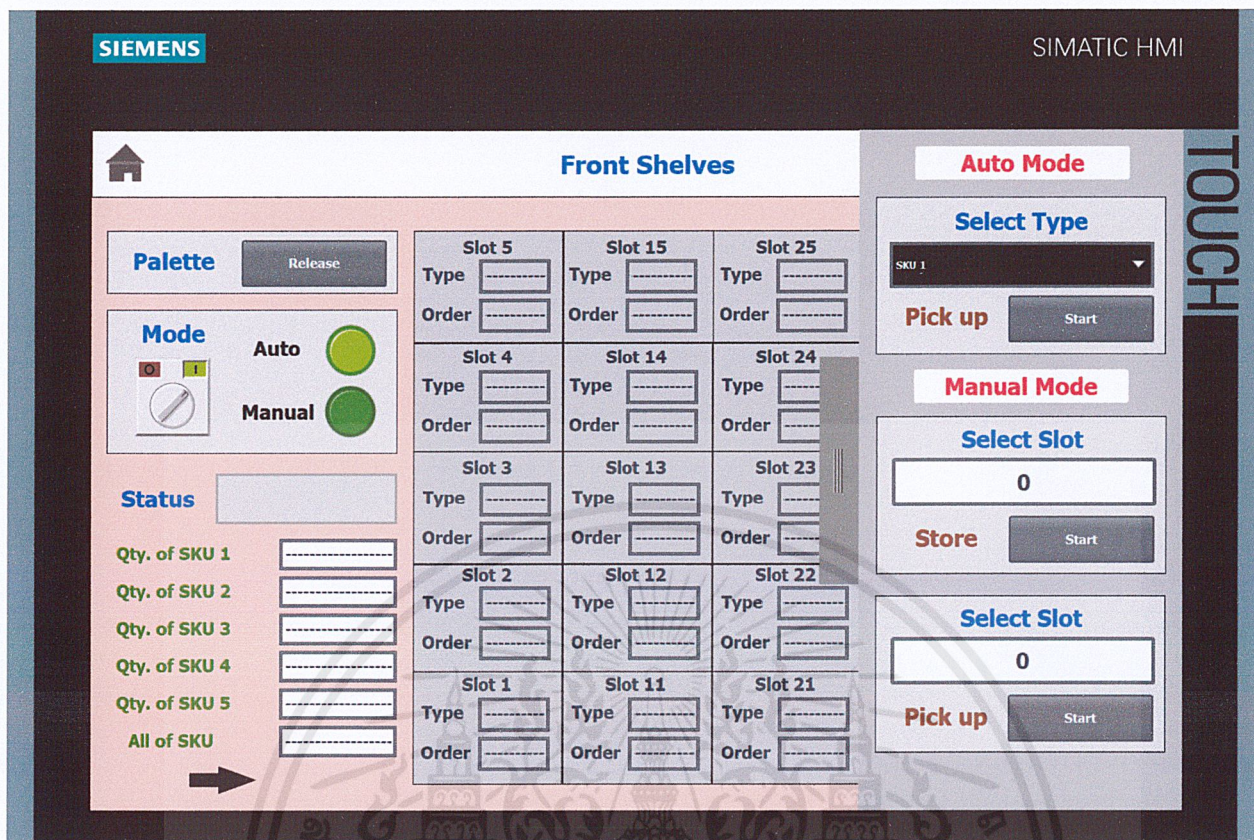 SIEMENS
SIMATIC HMI
TOUCH
Front Shelves
Palette
Release
Mode
O I
Auto
Manual
Status
Qty. of SKU 1 ----------
Qty. of SKU 2 ----------
Qty. of SKU 3 ----------
Qty. of SKU 4 ----------
Qty. of SKU 5 ----------
All of SKU ----------
Slot 5 Slot 15 Slot 25
Type ---------- Type ---------- Type ----------
Order ---------- Order ---------- Order ----------
Slot 4 Slot 14 Slot 24
Type ---------- Type ---------- Type -----
Order ---------- Order ---------- Order -----
Slot 3 Slot 13 Slot 23
Type ---------- Type ---------- Type -----
Order ---------- Order ---------- Order -----
Slot 2 Slot 12 Slot 22
Type ---------- Type ---------- Type ----------
Order ---------- Order ---------- Order ----------
Slot 1 Slot 11 Slot 21
Type ---------- Type ---------- Type ----------
Order ---------- Order ---------- Order ----------
Auto Mode
Select Type
SKU 1
Pick up Start
Manual Mode
Select Slot
0
Store Start
Select Slot
0
Pick up Start